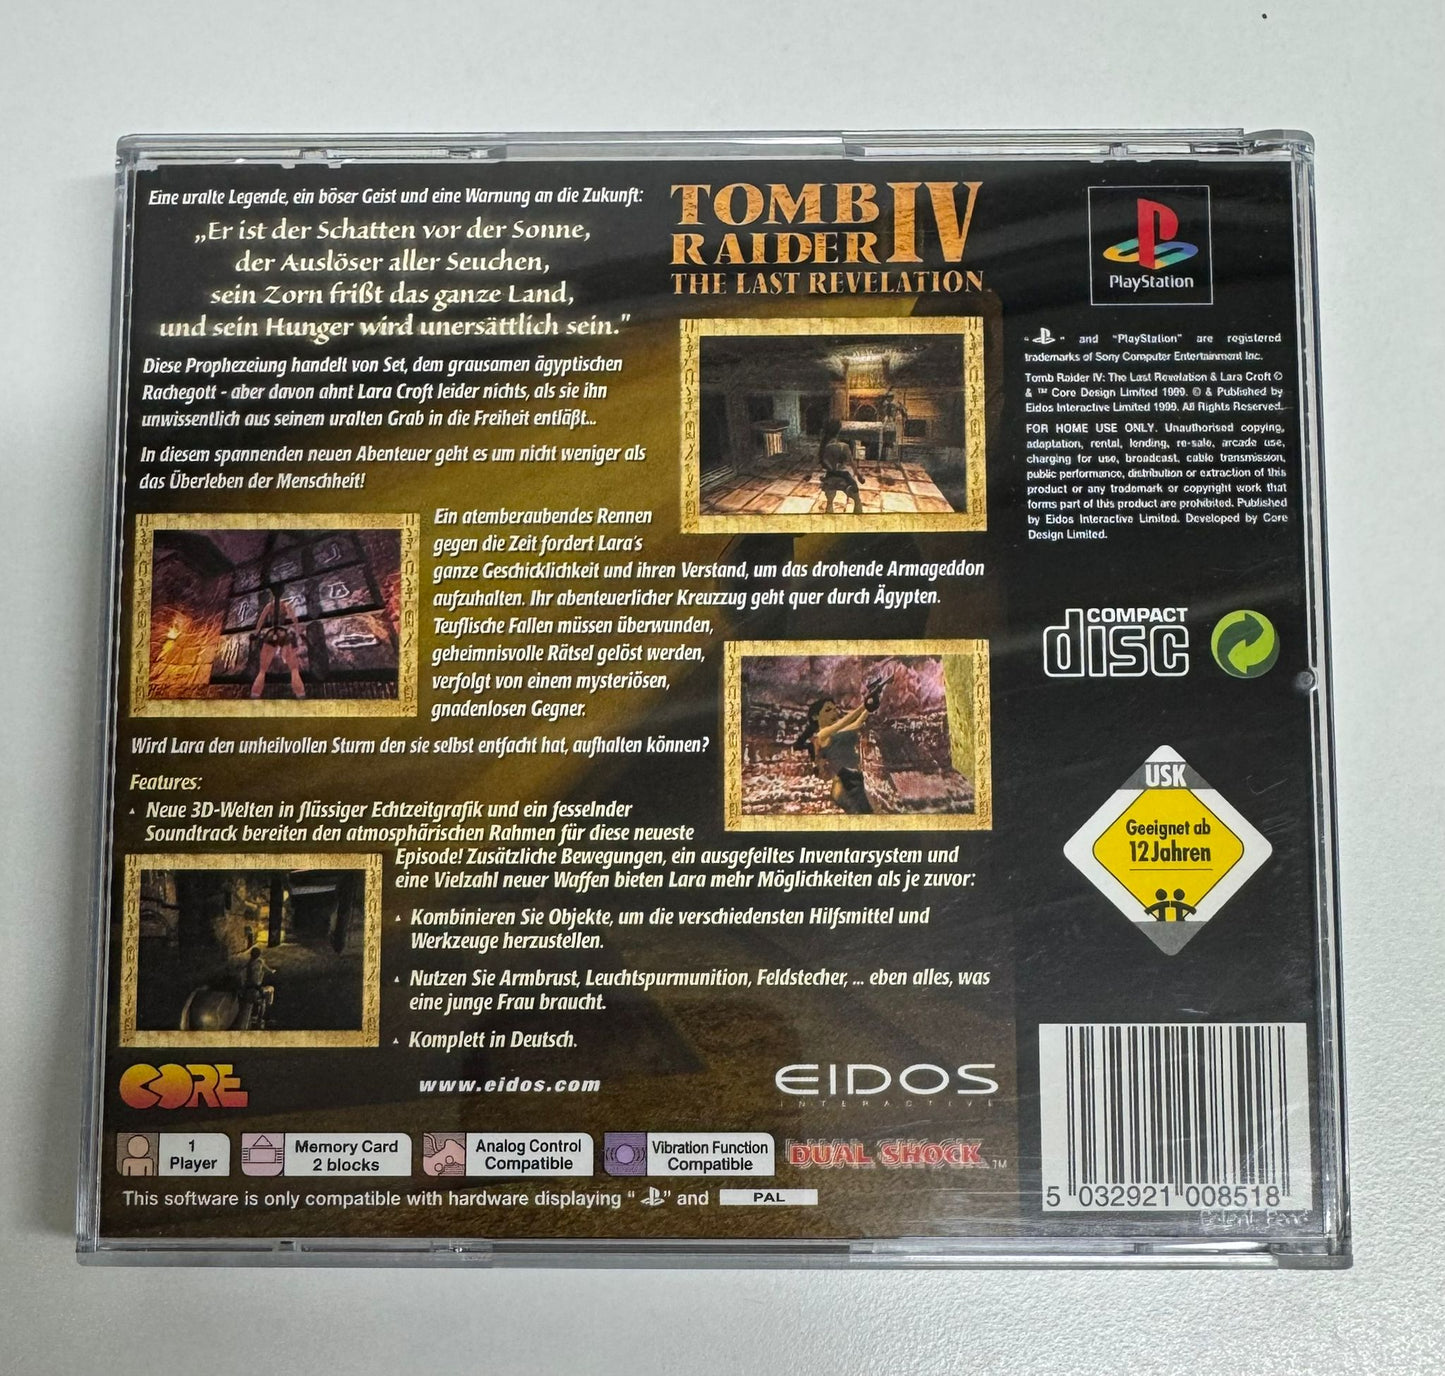 Eine uralte Legende, ein böser Geist und eine Warnung an die Zukunft:
„Er ist der Schatten vor der Sonne,
der Auslöser aller Seuchen,
sein Zorn frißt das ganze Land,
und sein Hunger wird unersättlich sein."
Diese Prophezeiung handelt von Set, dem grausamen ägyptischen
Rachegott - aber davon ahnt Lara Croft leider nichts, als sie ihn
unwissentlich aus seinem uralten Grab in die Freiheit entläßt...
In diesem spannenden neuen Abenteuer geht es um nicht weniger als
das Überleben der Menschheit!
TOMB
RAIDER IV
THE LAST REVELATION
Ein atemberaubendes Rennen
gegen die Zeit fordert Lara's
ganze Geschicklichkeit und ihren Verstand, um das drohende Armageddon
aufzuhalten. Ihr abenteuerlicher Kreuzzug geht quer durch Ägypten.
Teuflische Fallen müssen überwunden,
geheimnisvolle Rätsel gelöst werden,
verfolgt von einem mysteriösen,
gnadenlosen Gegner.
Wird Lara den unheilvollen Sturm den sie selbst entfacht hat, aufhalten können?
Features:
Neue 3D-Welten in flüssiger Echtzeitgrafik und ein fesselnder
Soundtrack bereiten den atmosphärischen Rahmen für diese neueste
Episode! Zusätzliche Bewegungen, ein ausgefeiltes Inventarsystem und
eine Vielzahl neuer Waffen bieten Lara mehr Möglichkeiten als je zuvor:
Kombinieren Sie Objekte, um die verschiedensten Hilfsmittel und
Werkzeuge herzustellen.
Nutzen Sie Armbrust, Leuchtspurmunition, Feldstecher, ... eben alles, was
eine junge Frau braucht.
Komplett in Deutsch.
CORE
www.eidos.com
EIDOS
INTERACTIVE
1
Player
Memory Card
2 blocks
Analog Control
Compatible
Vibration Function
Compatible
DUAL SHOCK™
This software is only compatible with hardware displaying " " and PAL
PlayStation
" " and "PlayStation" are registered
trademarks of Sony Computer Entertainment Inc.
Tomb Raider IV: The Last Revelation & Lara Croft ©
& ™ Core Design Limited 1999. © & Published by
Eidos Interactive Limited 1999. All Rights Reserved.
FOR HOME USE ONLY. Unauthorised copying,
adaptation, rental, lending, re-sale, arcade use,
charging for use, broadcast, cable transmission,
public performance, distribution or extraction of this
product or any trademark or copyright work that
forms part of this product are prohibited. Published
by Eidos Interactive Limited. Developed by Core
Design Limited.
COMPACT
disc
USK
Geeignet ab
12 Jahren
5 032921 008518